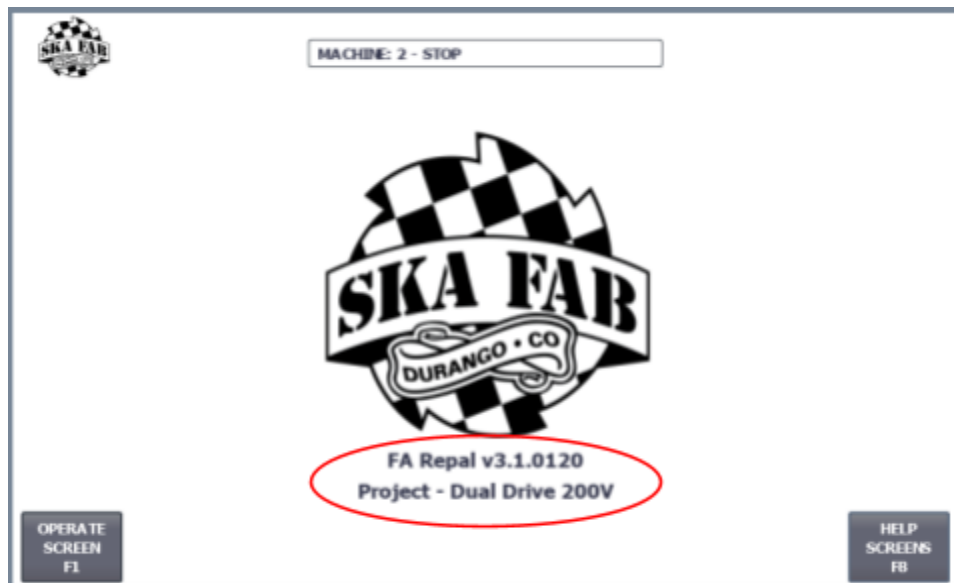 SKA FAB
MACHINE: 2 - STOP
SKA FAB
DURANGO • CO
FA Repal v3.1.0120
Project - Dual Drive 200V
OPERATE
SCREEN
F1
HELP
SCREENS
F8